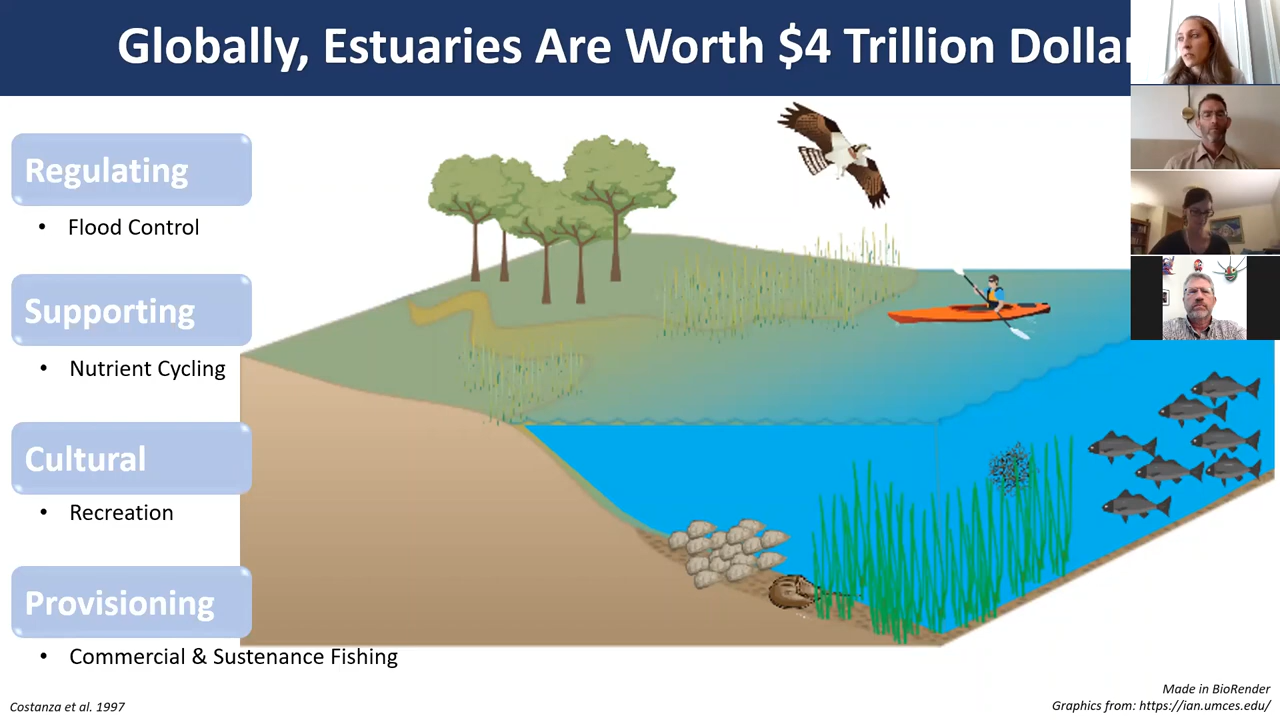 Globally, Estuaries Are Worth $4 Trillion
Regulating
• Flood Control
Supporting
• Nutrient Cycling
Cultural
• Recreation
Provisioning
• Commercial & Sustenance Fishing
Costanza et al. 1997
Made in BioRender
Graphics from: https://ian.umces.edu/